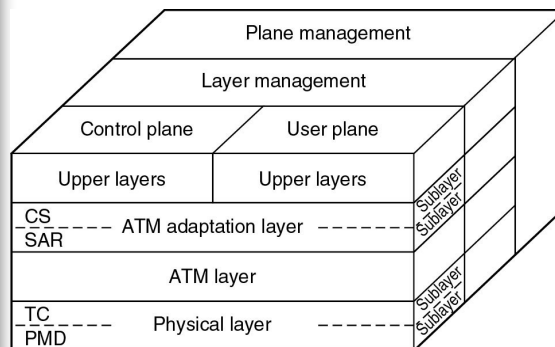 Plane management
Layer management
Control plane
User plane
Upper layers
Upper layers
Sublayer
Sublayer
CS
ATM adaptation layer
SAR
ATM layer
Sublayer
Sublayer
TC
Physical layer
PMD